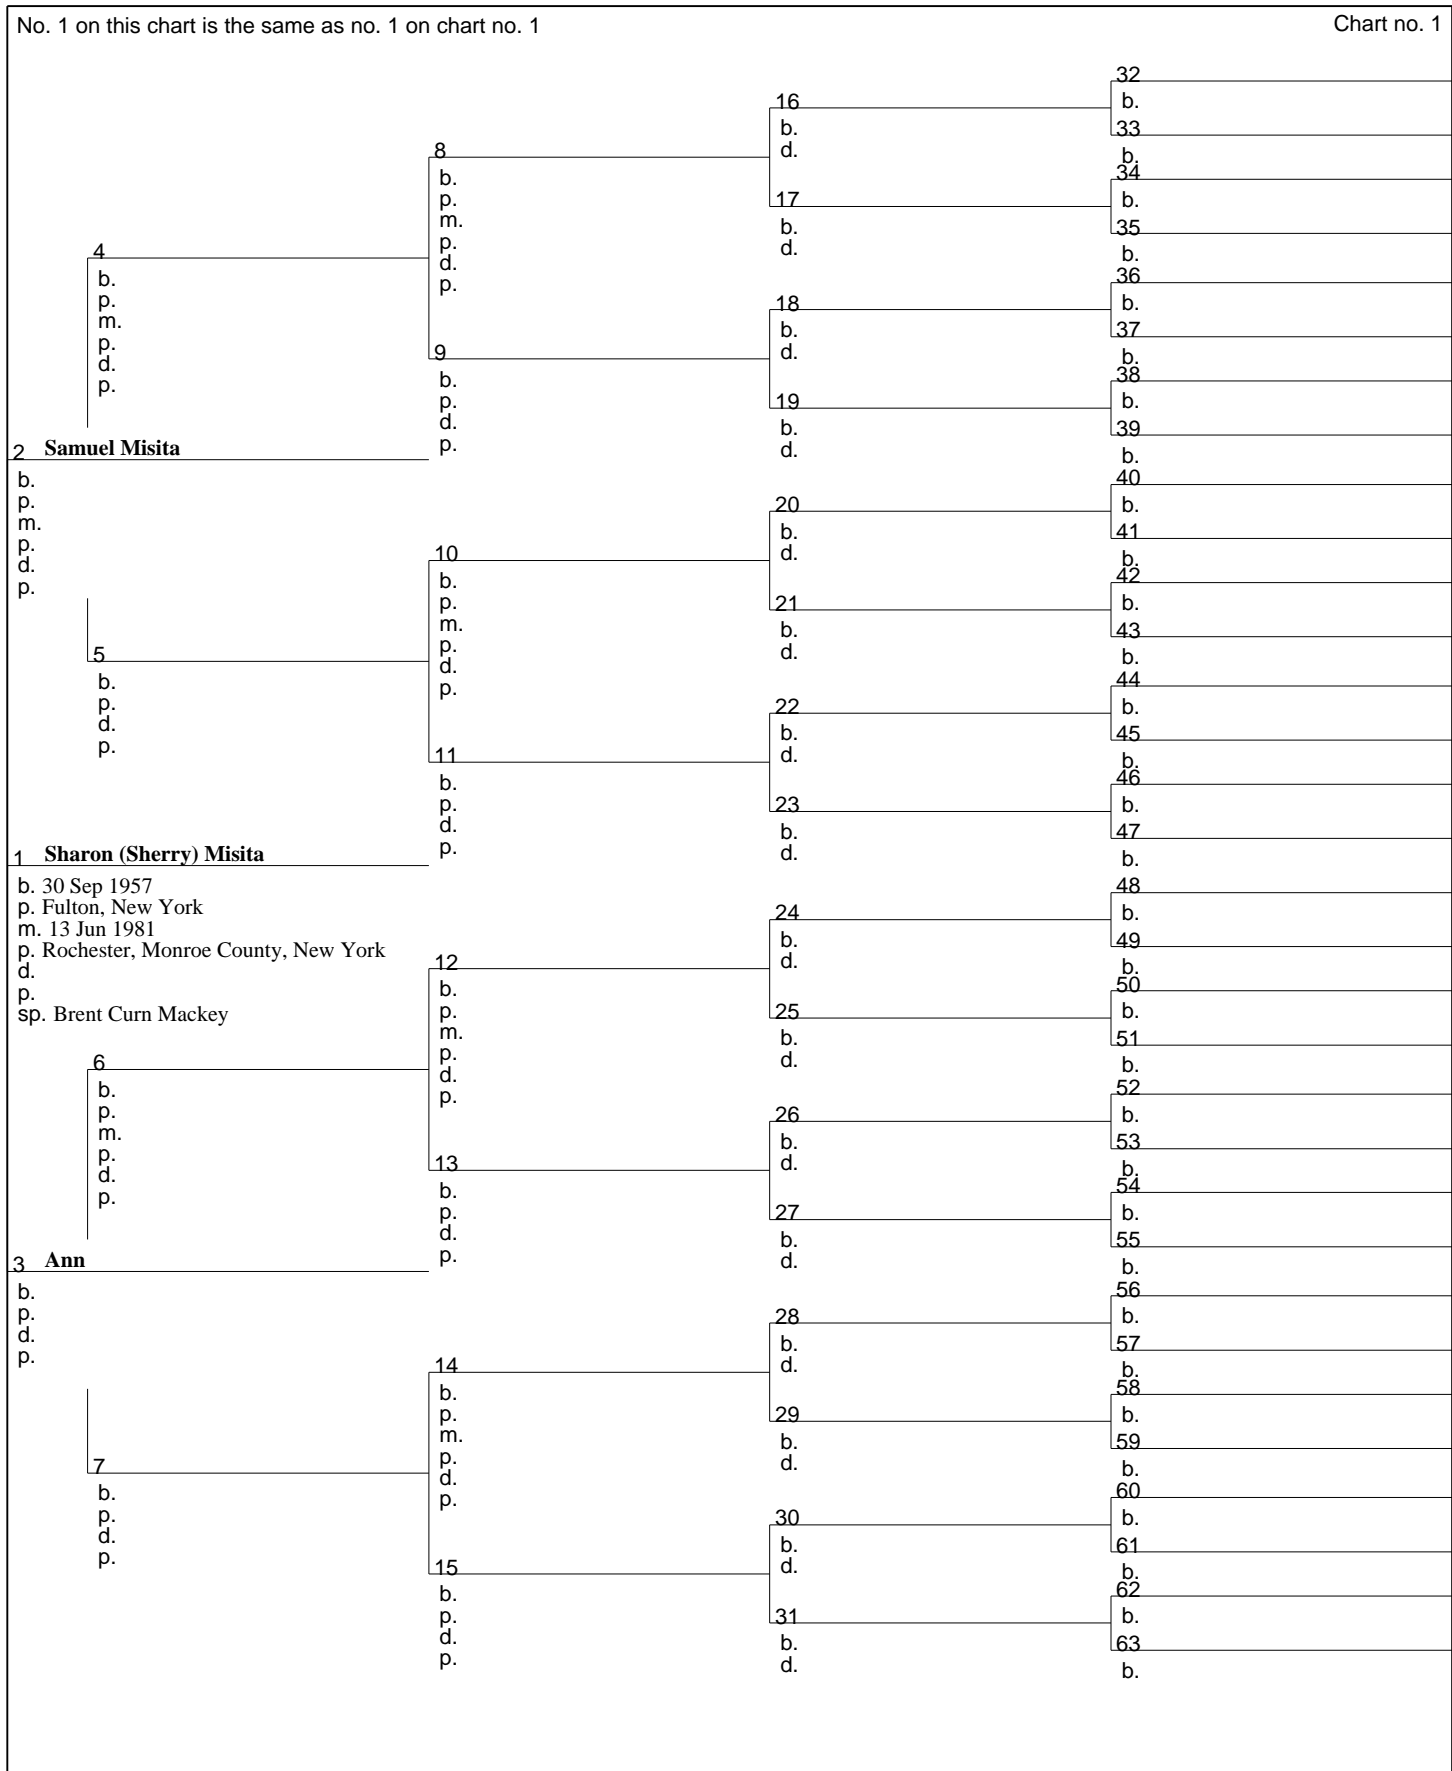 No. 1 on this chart is the same as no. 1 on chart no. 1
Chart no. 1
2 Samuel Misita
b.
p.
m.
p.
d.
p.
1 Sharon (Sherry) Misita
b. 30 Sep 1957
p. Fulton, New York
m. 13 Jun 1981
p. Rochester, Monroe County, New York
d.
p.
sp. Brent Curn Mackey
3 Ann
b.
p.
d.
p.
4
b.
p.
m.
p.
d.
p.
5
b.
p.
d.
p.
6
b.
p.
m.
p.
d.
p.
7
b.
p.
d.
p.
8
b.
p.
m.
p.
d.
p.
9
b.
p.
d.
p.
10
b.
p.
m.
p.
d.
p.
11
b.
p.
d.
p.
12
b.
p.
m.
p.
d.
p.
13
b.
p.
d.
p.
14
b.
p.
m.
p.
d.
p.
15
b.
p.
d.
p.
16
b.
d.
17
b.
d.
18
b.
d.
19
b.
d.
20
b.
d.
21
b.
d.
22
b.
d.
23
b.
d.
24
b.
d.
25
b.
d.
26
b.
d.
27
b.
d.
28
b.
d.
29
b.
d.
30
b.
d.
31
b.
d.
32
b.
33
b.
34
b.
35
b.
36
b.
37
b.
38
b.
39
b.
40
b.
41
b.
42
b.
43
b.
44
b.
45
b.
46
b.
47
b.
48
b.
49
b.
50
b.
51
b.
52
b.
53
b.
54
b.
55
b.
56
b.
57
b.
58
b.
59
b.
60
b.
61
b.
62
b.
63
b.